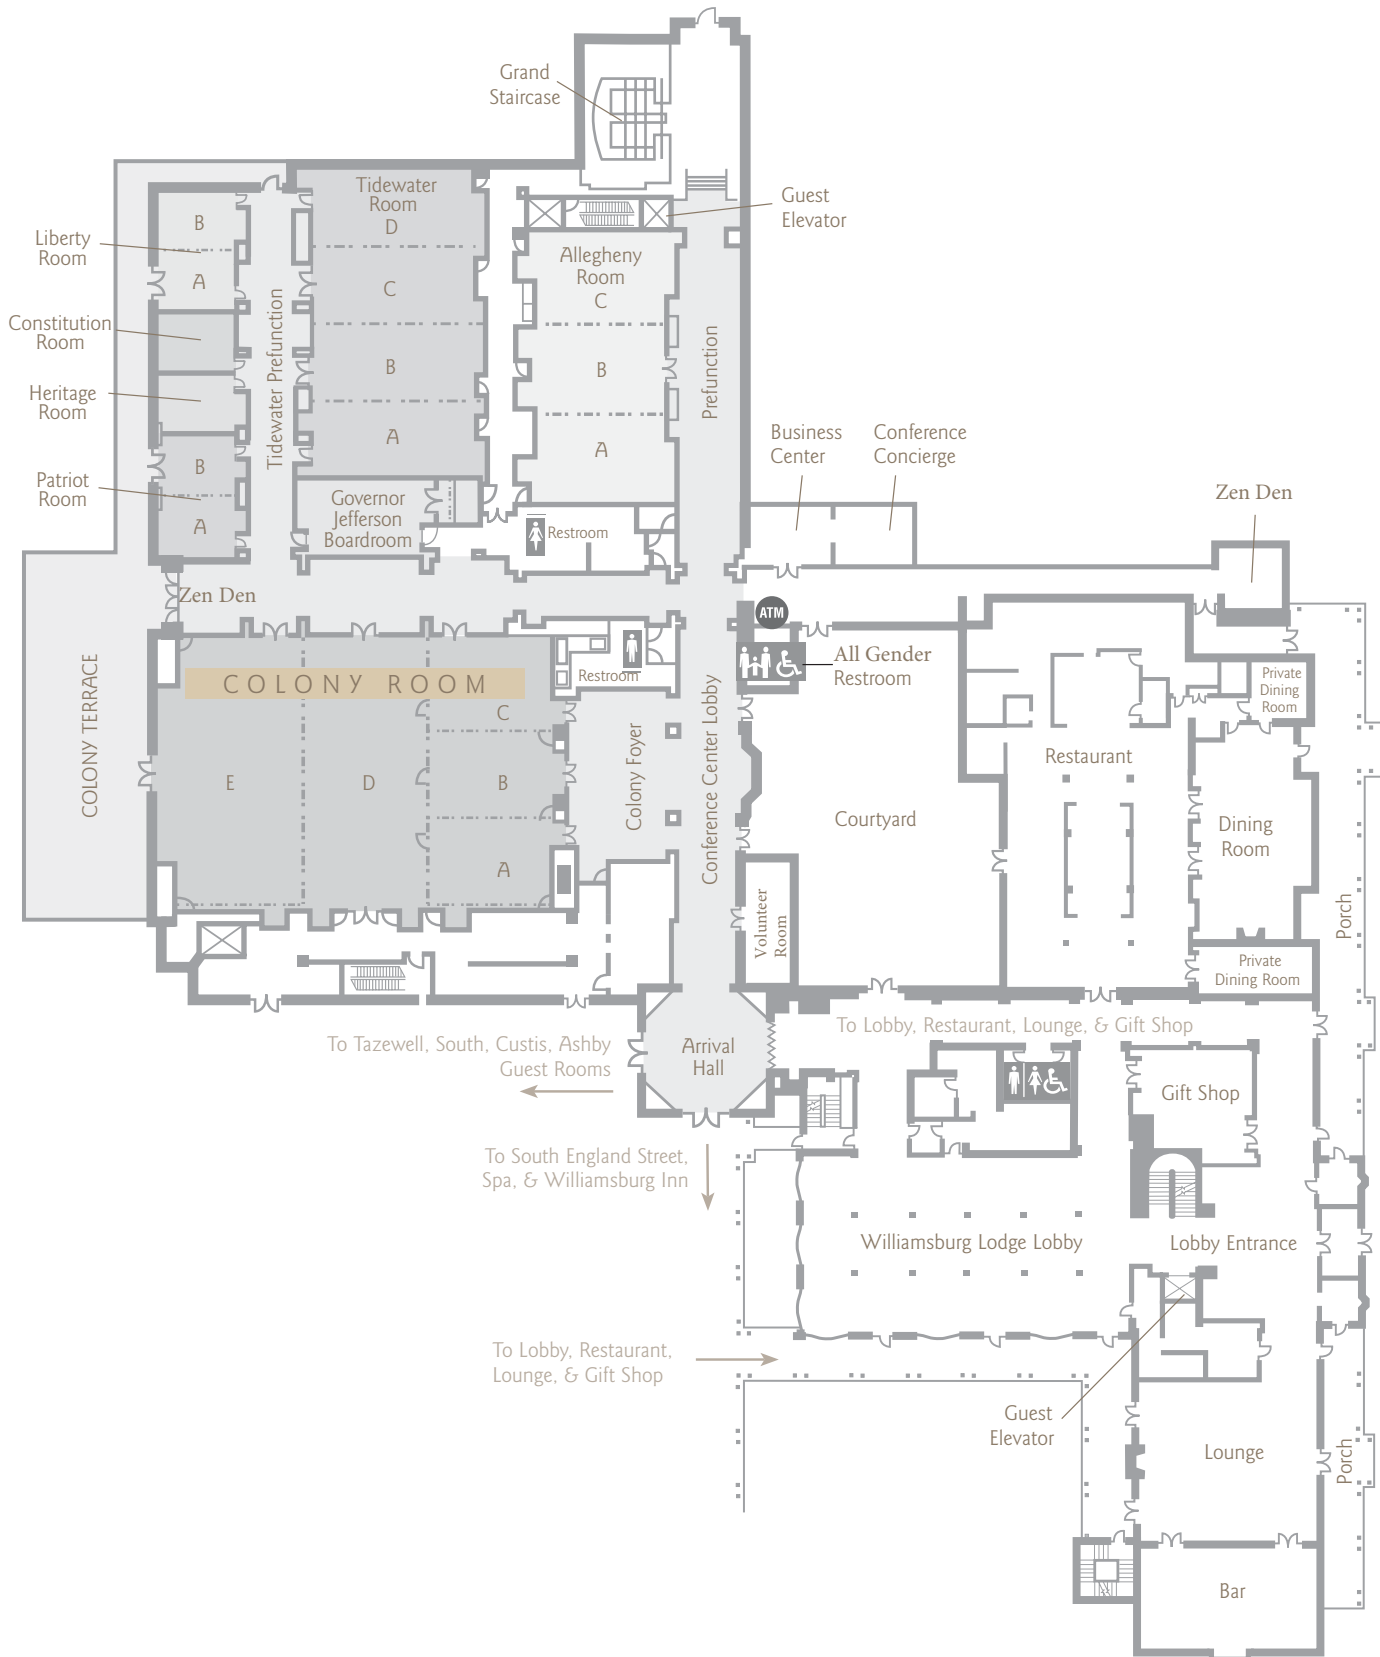 Grand
Staircase
Guest
Elevator
Tidewater
Room
D
C
B
A
Allegheny
Room
C
B
A
B
A
Liberty
Room
Constitution
Room
Heritage
Room
Patriot
Room
B
A
Tidewater Prefunction
Prefunction
Governor
Jefferson
Boardroom
Restroom
Business
Center
Conference
Concierge
Zen Den
Zen Den
ATM
All Gender
Restroom
COLONY TERRACE
COLONY ROOM
Restroom
C
E
D
B
A
Colony Foyer
Conference Center Lobby
Courtyard
Restaurant
Private
Dining
Room
Dining
Room
Porch
Volunteer
Room
Private
Dining Room
To Lobby, Restaurant, Lounge, & Gift Shop
To Tazewell, South, Custis, Ashby
Guest Rooms
Arrival
Hall
Gift Shop
To South England Street,
Spa, & Williamsburg Inn
Williamsburg Lodge Lobby
Lobby Entrance
To Lobby, Restaurant,
Lounge, & Gift Shop
Guest
Elevator
Lounge
Porch
Bar